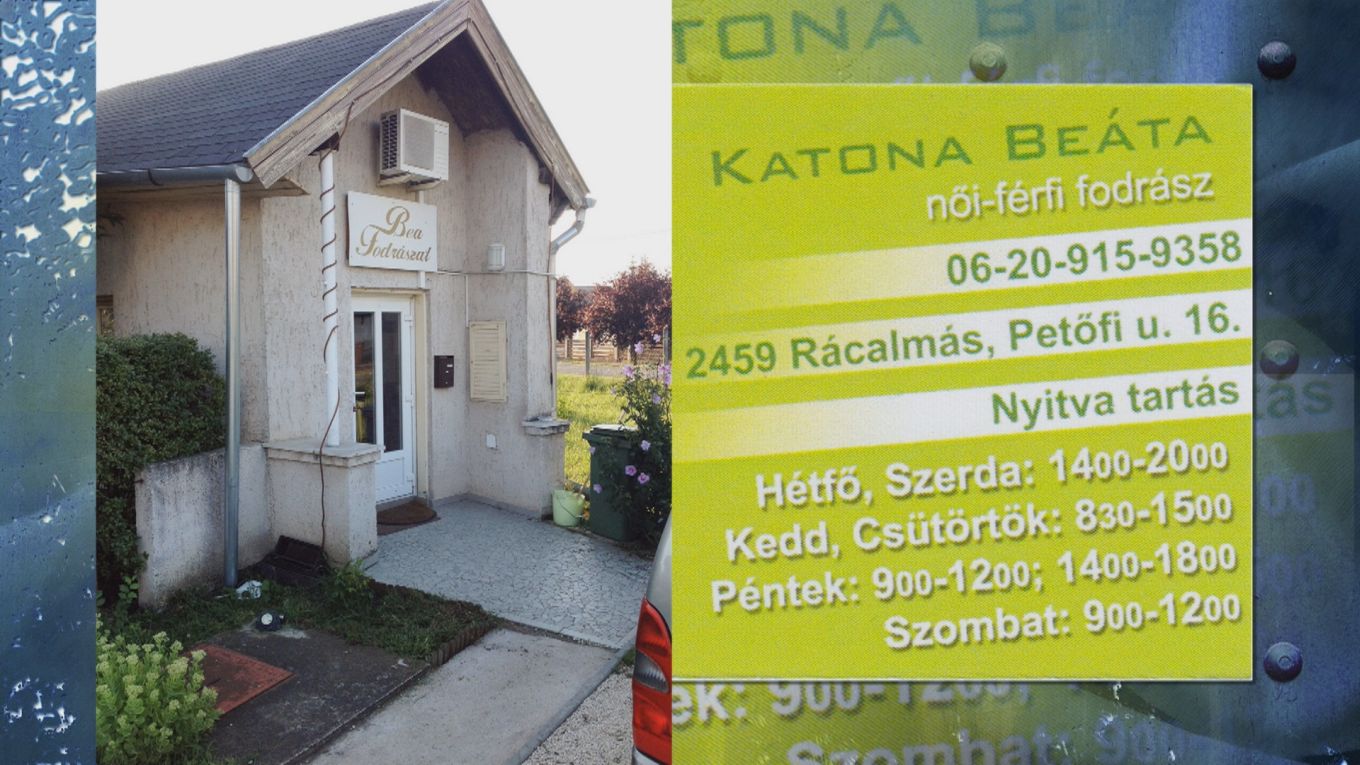 Bea
Fodrászat
KATONA BEÁTA
női-férfi fodrász
06-20-915-9358
2459 Rácalmás, Petőfi u. 16.
Nyitva tartás
Hétfő, Szerda: 1400-2000
Kedd, Csütörtök: 830-1500
Péntek: 900-1200; 1400-1800
Szombat: 900-1200